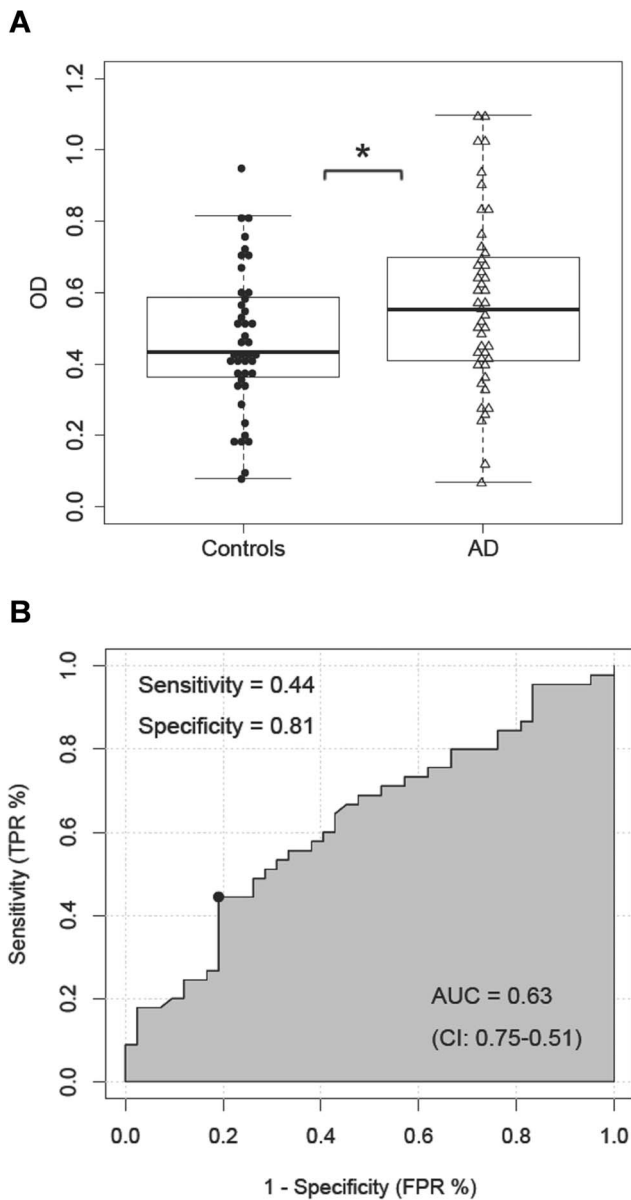 A
OD
1.2
1.0
0.8
0.6
0.4
0.2
0.0
*
Controls AD
B
Sensitivity (TPR %)
1.0
0.8
0.6
0.4
0.2
0.0
Sensitivity = 0.44
Specificity = 0.81
AUC = 0.63
(CI: 0.75-0.51)
0.0 0.2 0.4 0.6 0.8 1.0
1 - Specificity (FPR %)